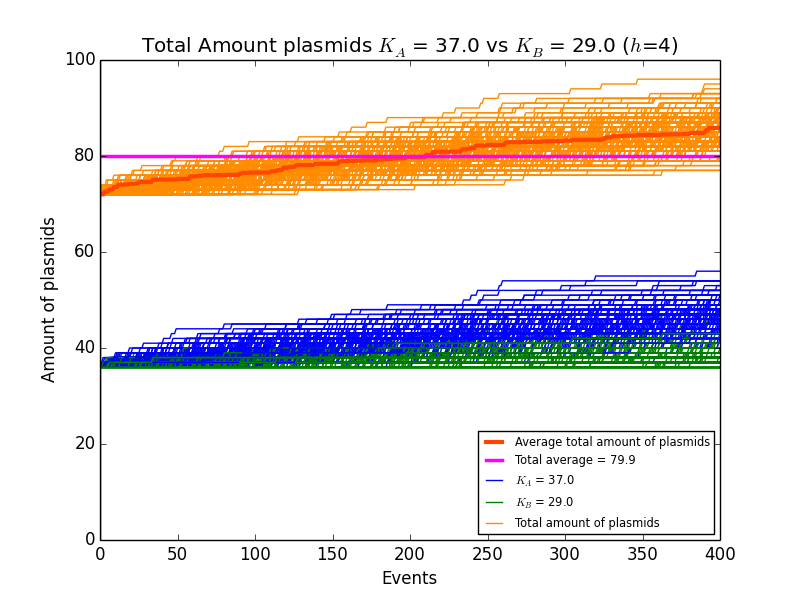 Total Amount plasmids K_A = 37.0 vs K_B = 29.0 (h=4)
100
80
60
40
20
0
Amount of plasmids
0 50 100 150 200 250 300 350 400
Events
Average total amount of plasmids
Total average = 79.9
K_A = 37.0
K_B = 29.0
Total amount of plasmids